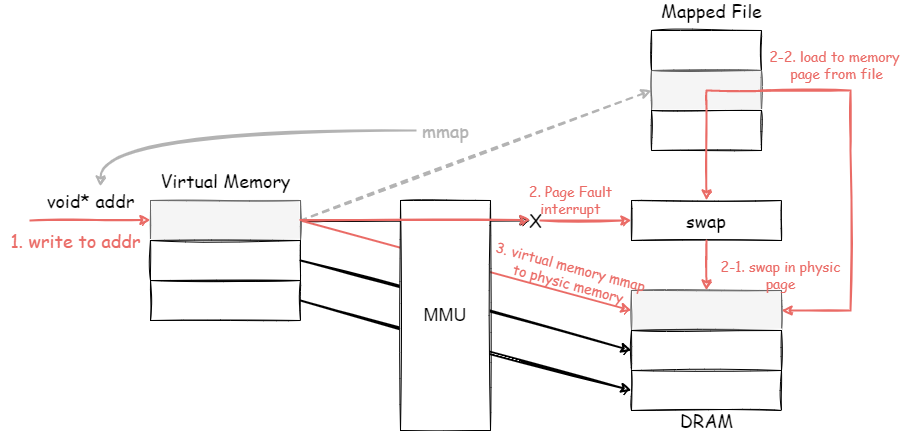 Mapped File
2-2. load to memory
page from file
mmap
Virtual Memory
void* addr
2. Page Fault
interrupt
1. write to addr
X
swap
3. virtual memory mmap
to physic memory
2-1. swap in physic
page
MMU
DRAM